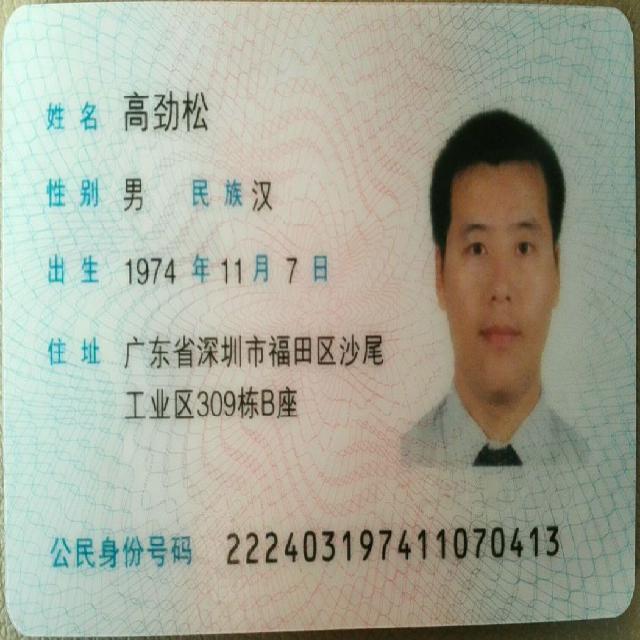 姓名 高劲松
性别 男 民族 汉
出生 1974 年 11 月 7 日
住址 广东省深圳市福田区沙尾
工业区309栋B座
公民身份号码 222403197411070413